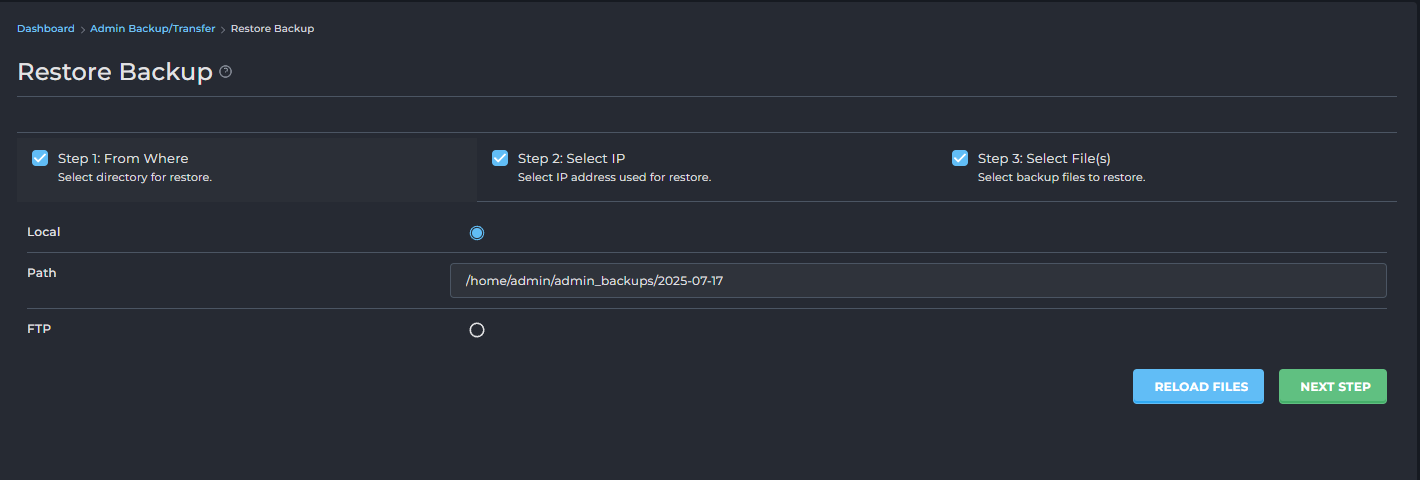 Dashboard > Admin Backup/Transfer > Restore Backup
Restore Backup ?
Step 1: From Where
Select directory for restore.
Step 2: Select IP
Select IP address used for restore.
Step 3: Select File(s)
Select backup files to restore.
Local
Path
/home/admin/admin_backups/2025-07-17
FTP
RELOAD FILES
NEXT STEP